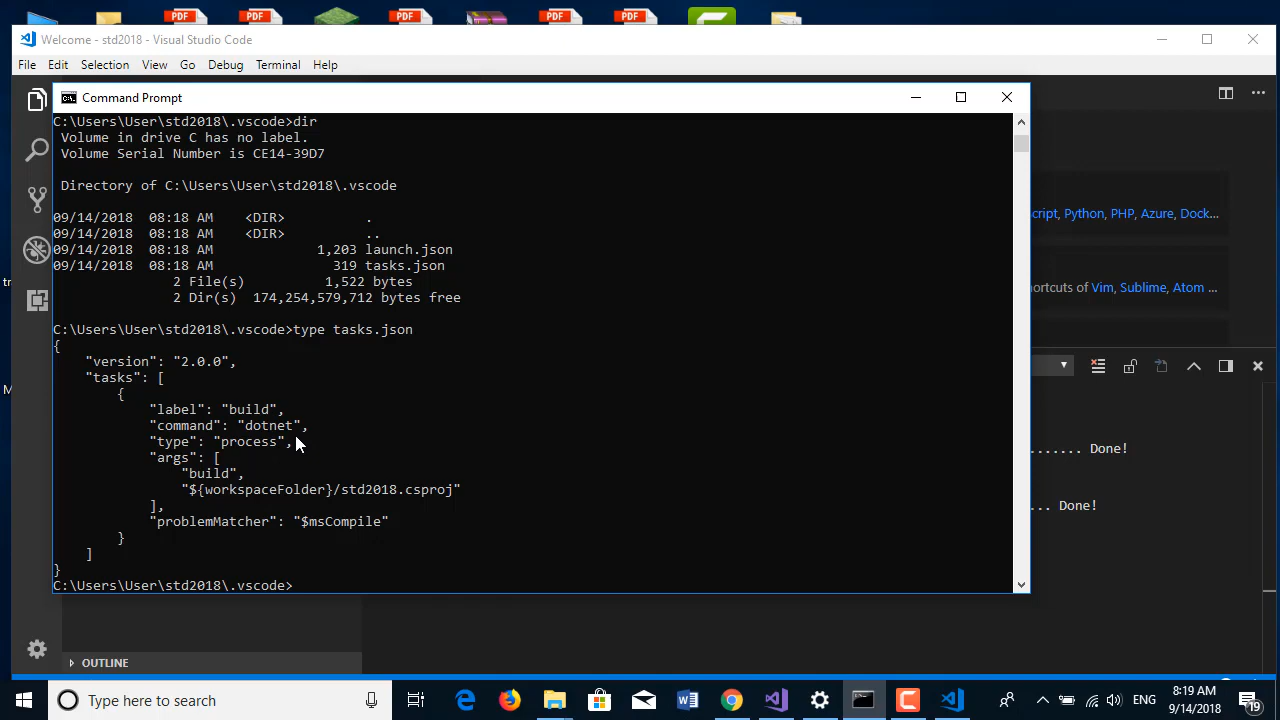 PDF PDF PDF PDF PDF
Welcome - std2018 - Visual Studio Code
File Edit Selection View Go Debug Terminal Help
Command Prompt
C:\Users\User\std2018\.vscode>dir
 Volume in drive C has no label.
 Volume Serial Number is CE14-39D7
 Directory of C:\Users\User\std2018\.vscode
09/14/2018  08:18 AM    <DIR>          .
09/14/2018  08:18 AM    <DIR>          ..
09/14/2018  08:18 AM             1,203 launch.json
09/14/2018  08:18 AM               319 tasks.json
               2 File(s)          1,522 bytes
               2 Dir(s)  174,254,579,712 bytes free
C:\Users\User\std2018\.vscode>type tasks.json
{
    "version": "2.0.0",
    "tasks": [
        {
            "label": "build",
            "command": "dotnet",
            "type": "process",
            "args": [
                "build",
                "${workspaceFolder}/std2018.csproj"
            ],
            "problemMatcher": "$msCompile"
        }
    ]
}
C:\Users\User\std2018\.vscode>
cript, Python, PHP, Azure, Dock...
ortcuts of Vim, Sublime, Atom ...
....... Done!
... Done!
tr
M
OUTLINE
Type here to search
ENG
8:19 AM
9/14/2018
19